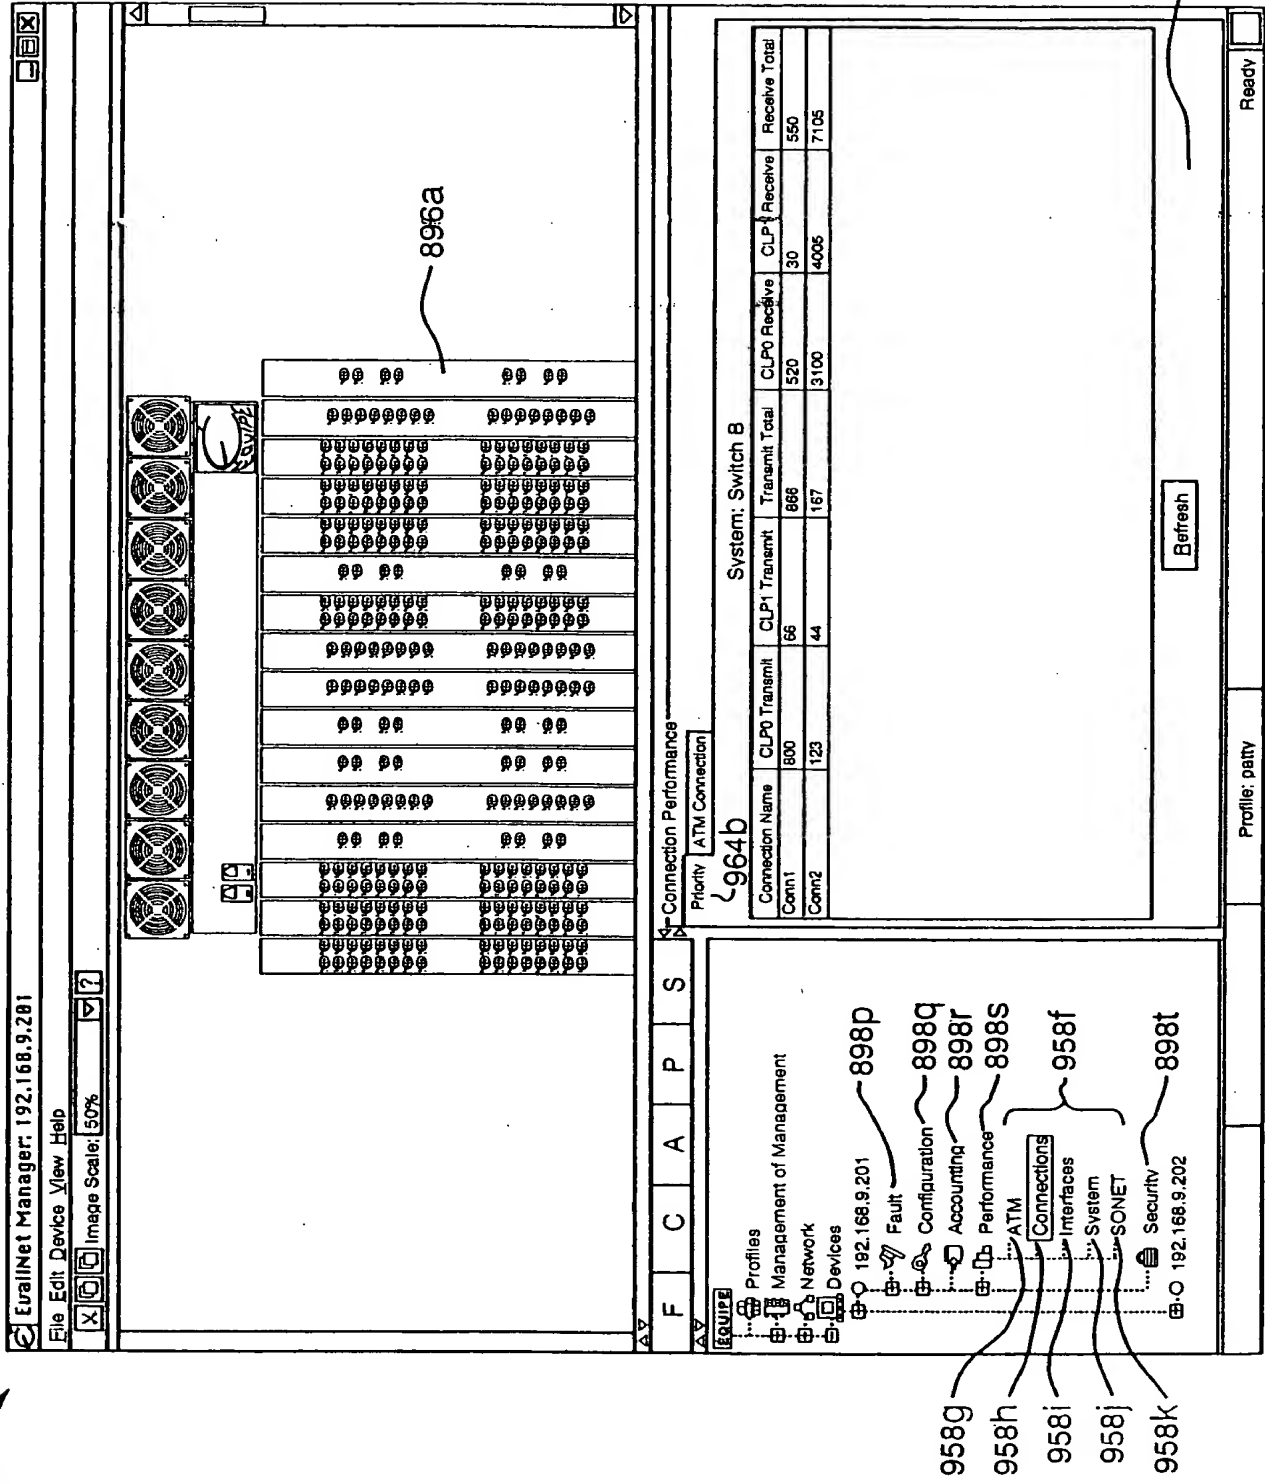 EvallNet Manager: 192.168.9.201
File Edit Device View Help
Image Scale: 50% ?
EQUIPE
896a
F C A P S
EQUIPE
Profiles
Management of Management
Network
Devices
192.168.9.201
Fault
Configuration
Accounting
Performance
ATM
Connections
Interfaces
System
SONET
Security
192.168.9.202
898p
898q
898r
898s
958f
898t
958g
958h
958i
958j
958k
Connection Performance
Priority ATM Connection
964b
System: Switch B
Connection Name CLP0 Transmit CLP1 Transmit Transmit Total CLP0 Receive CLP1 Receive Receive Total
Conn1 800 66 866 520 30 550
Conn2 123 44 167 3100 4005 7105
Refresh
Profile: patty
Ready